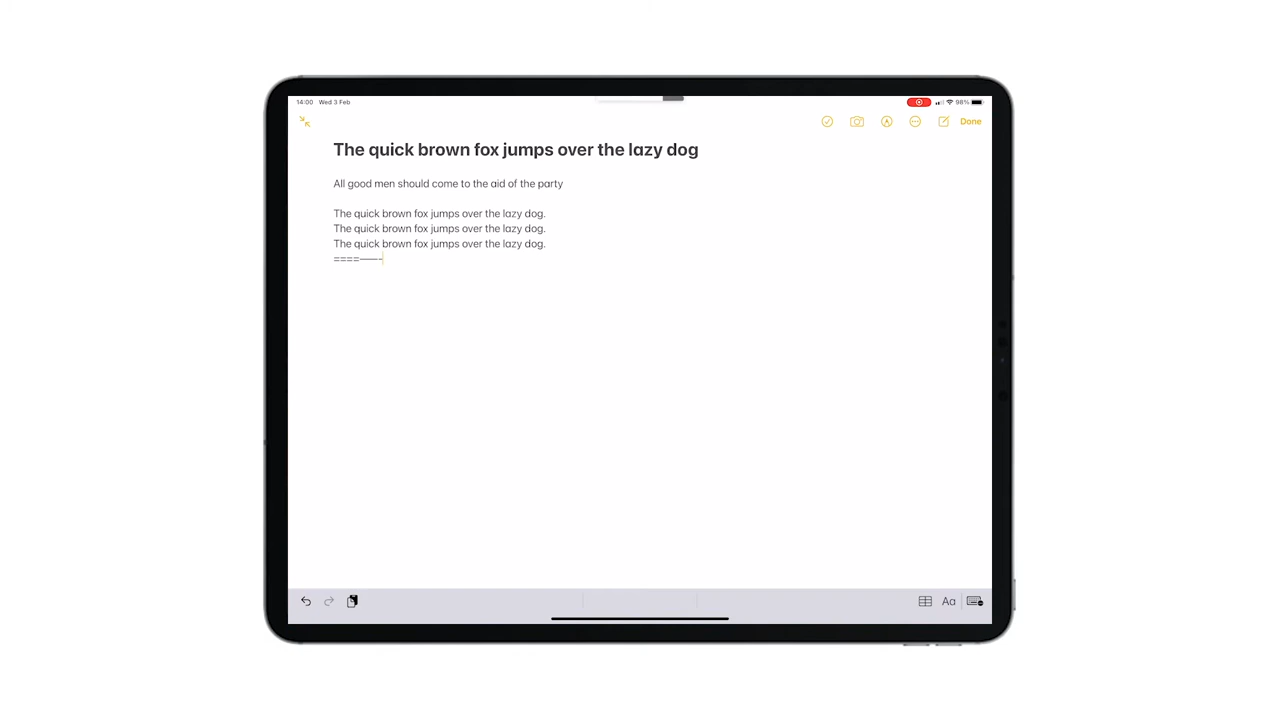 14:00 Wed 3 Feb
98%
Done
The quick brown fox jumps over the lazy dog
All good men should come to the aid of the party
The quick brown fox jumps over the lazy dog.
The quick brown fox jumps over the lazy dog.
The quick brown fox jumps over the lazy dog.
====——-
Aa